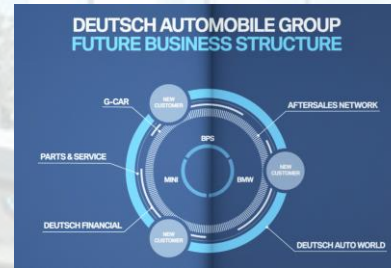 DEUTSCH AUTOMOBILE GROUP
FUTURE BUSINESS STRUCTURE
NEW
CUSTOMER
G-CAR
AFTERSALES NETWORK
BPS
PARTS & SERVICE
MINI
BMW
NEW
CUSTOMER
DEUTSCH FINANCIAL
NEW
CUSTOMER
DEUTSCH AUTO WORLD